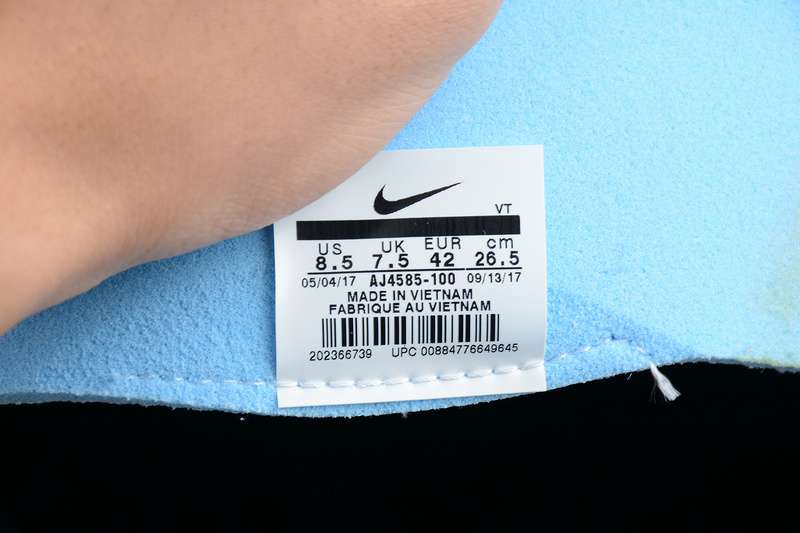 VT
US UK EUR cm
8.5 7.5 42 26.5
05/04/17 AJ4585-100 09/13/17
MADE IN VIETNAM
FABRIQUE AU VIETNAM
202366739 UPC 00884776649645